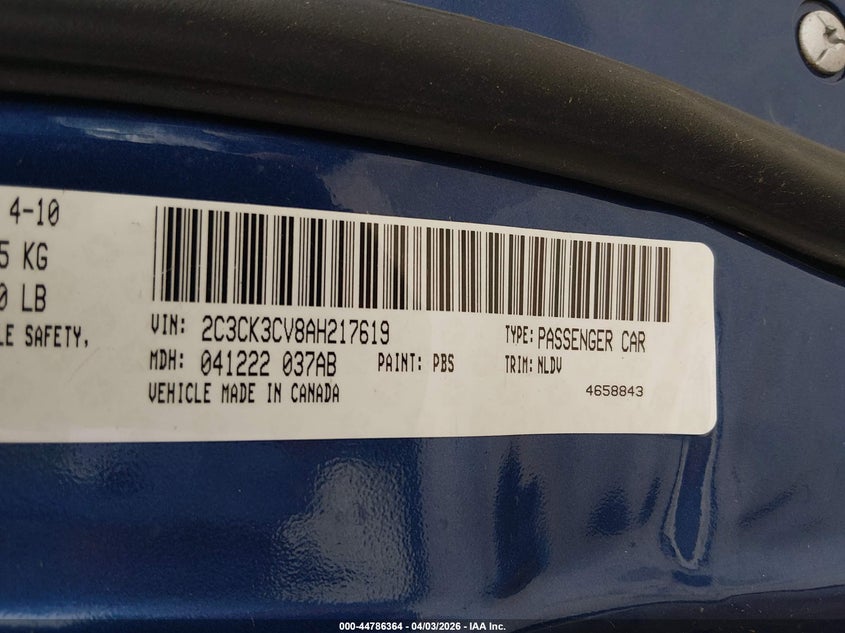 4-10
5 KG
0 LB
LE SAFETY,
VIN: 2C3CK3CV8AH217619
TYPE: PASSENGER CAR
MDH: 041222 037AB
PAINT: PBS
TRIM: NLDV
VEHICLE MADE IN CANADA
4658843
000-44786364 - 04/03/2026 - IAA Inc.